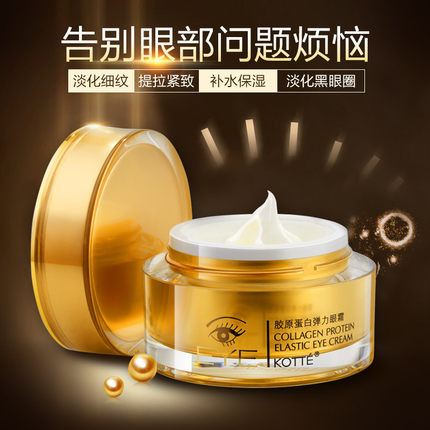 告别眼部问题烦恼
淡化细纹 提拉紧致 补水保湿 淡化黑眼圈
胶原蛋白弹力眼霜
COLLAGEN PROTEIN
ELASTIC EYE CREAM
EYE
KOTTÉ®